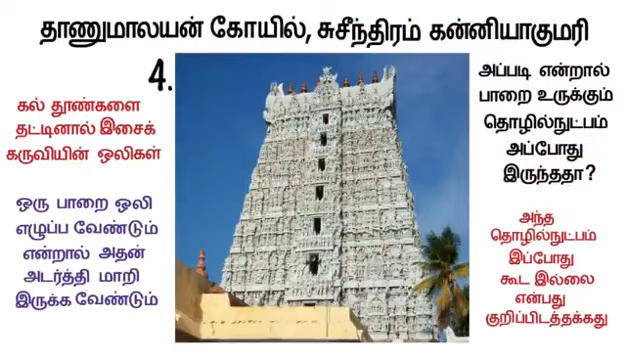 தாணுமாலயன் கோயில், சுசீந்திரம் கன்னியாகுமரி
4.
கல் தூண்களை
தட்டினால் இசைக்
கருவியின் ஒலிகள்
ஒரு பாறை ஒலி
எழுப்ப வேண்டும்
என்றால் அதன்
அடர்த்தி மாறி
இருக்க வேண்டும்
அப்படி என்றால்
பாறை உருக்கும்
தொழில்நுட்பம்
அப்போது
இருந்ததா?
அந்த
தொழில்நுட்பம்
இப்போது
கூட இல்லை
என்பது
குறிப்பிடத்தக்கது